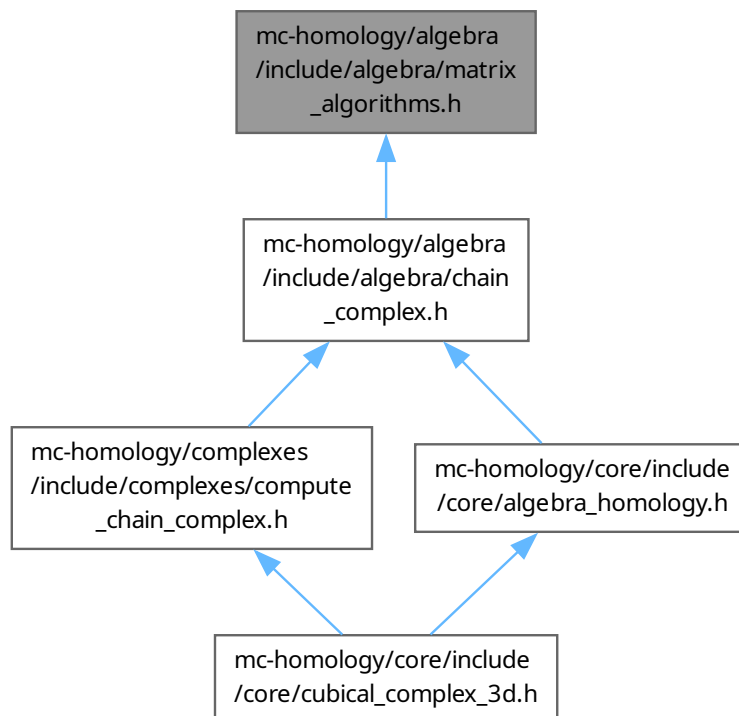 mc-homology/algebra
/include/algebra/matrix
_algorithms.h
mc-homology/algebra
/include/algebra/chain
_complex.h
mc-homology/complexes
/include/complexes/compute
_chain_complex.h
mc-homology/core/include
/core/algebra_homology.h
mc-homology/core/include
/core/cubical_complex_3d.h